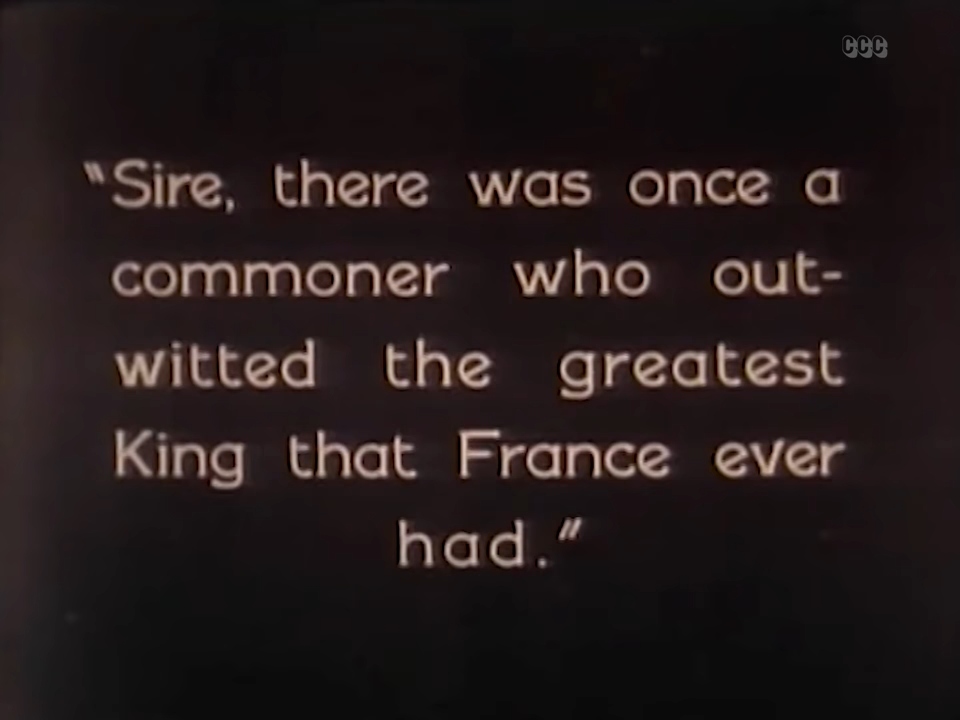 CCC
“Sire, there was once a
commoner who out-
witted the greatest
King that France ever
had.”